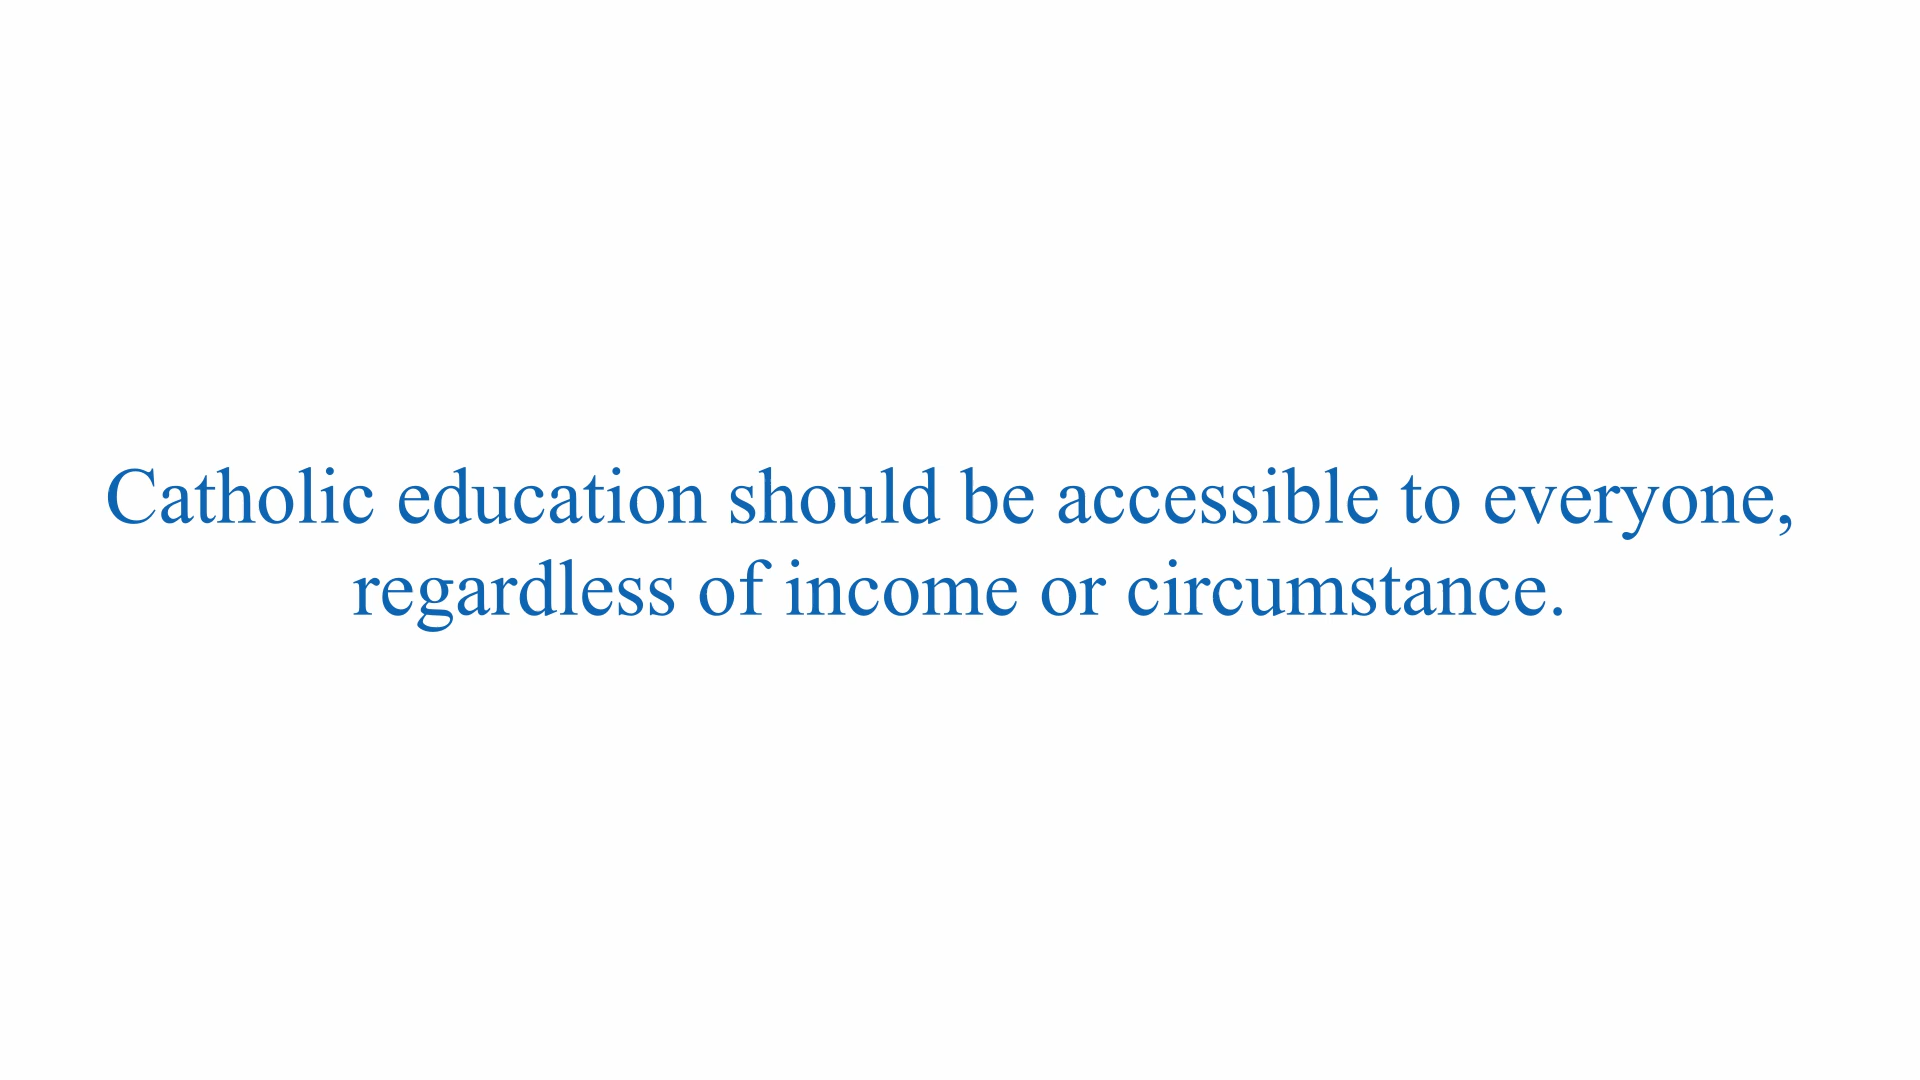 Catholic education should be accessible to everyone,
regardless of income or circumstance.